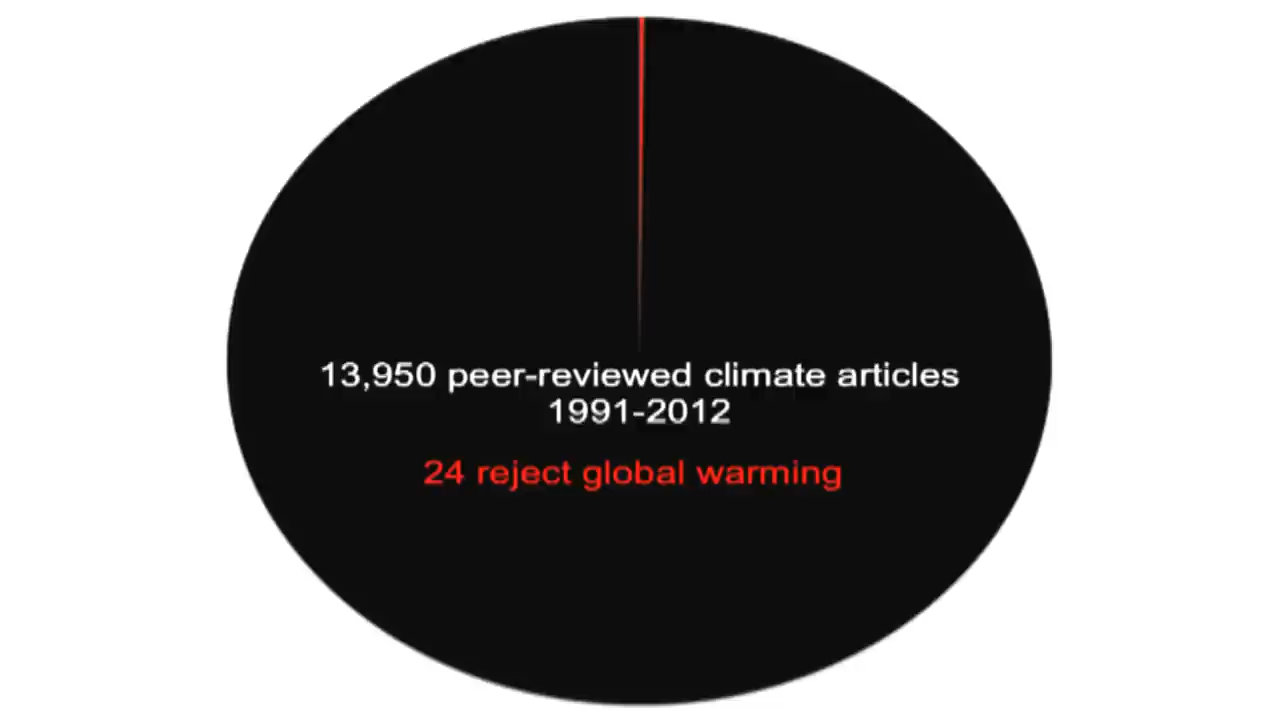 13,950 peer-reviewed climate articles
1991-2012
24 reject global warming